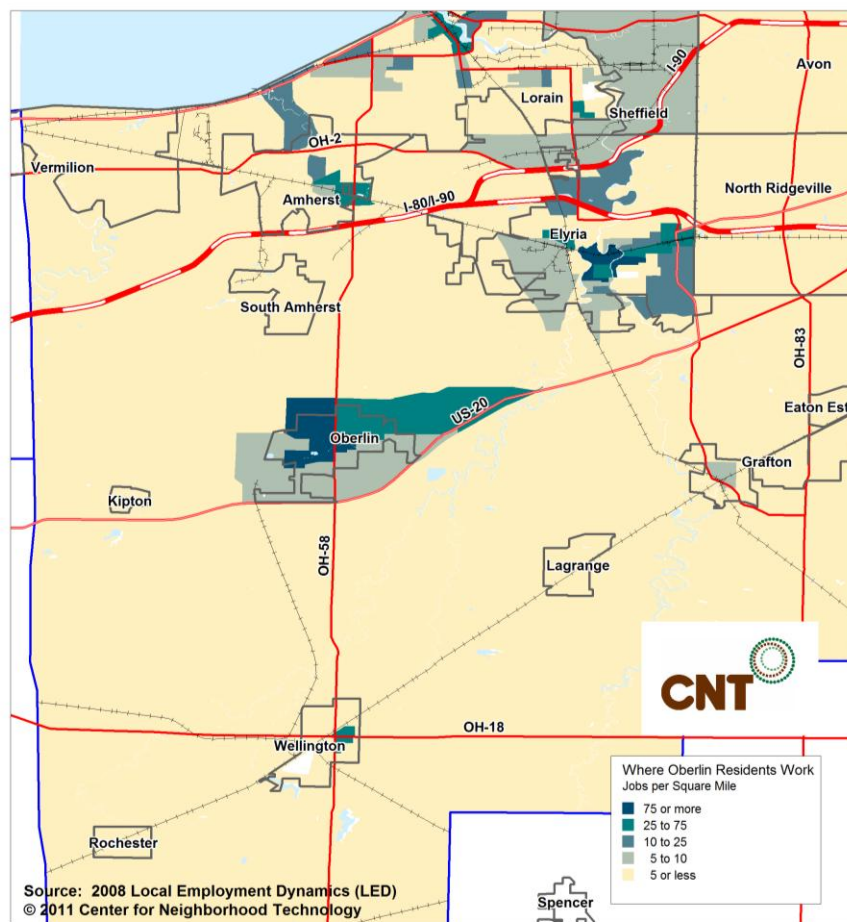 I-90
Avon
Lorain
Sheffield
OH-2
Vermilion
North Ridgeville
Amherst
I-80/I-90
Elyria
South Amherst
OH-83
US-20
Eaton Est
Oberlin
Grafton
Kipton
OH-58
Lagrange
CNT
OH-18
Wellington
Where Oberlin Residents Work
Jobs per Square Mile
75 or more
25 to 75
10 to 25
5 to 10
5 or less
Rochester
Source: 2008 Local Employment Dynamics (LED)
© 2011 Center for Neighborhood Technology
Spencer